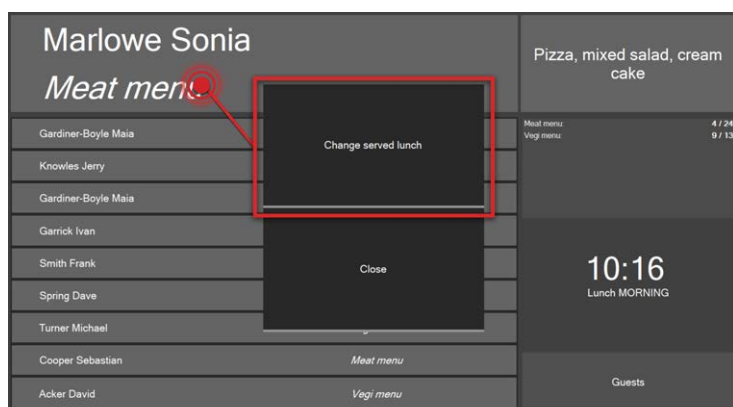 Marlowe Sonia
Meat menu
Pizza, mixed salad, cream
cake
Gardiner-Boyle Maia
Knowles Jerry
Gardiner-Boyle Maia
Garrick Ivan
Smith Frank
Spring Dave
Turner Michael
Cooper Sebastian Meat menu
Acker David Vegi menu
Change served lunch
Close
Meat menu: 4 / 24
Vegi menu: 9 / 13
10:16
Lunch MORNING
Guests